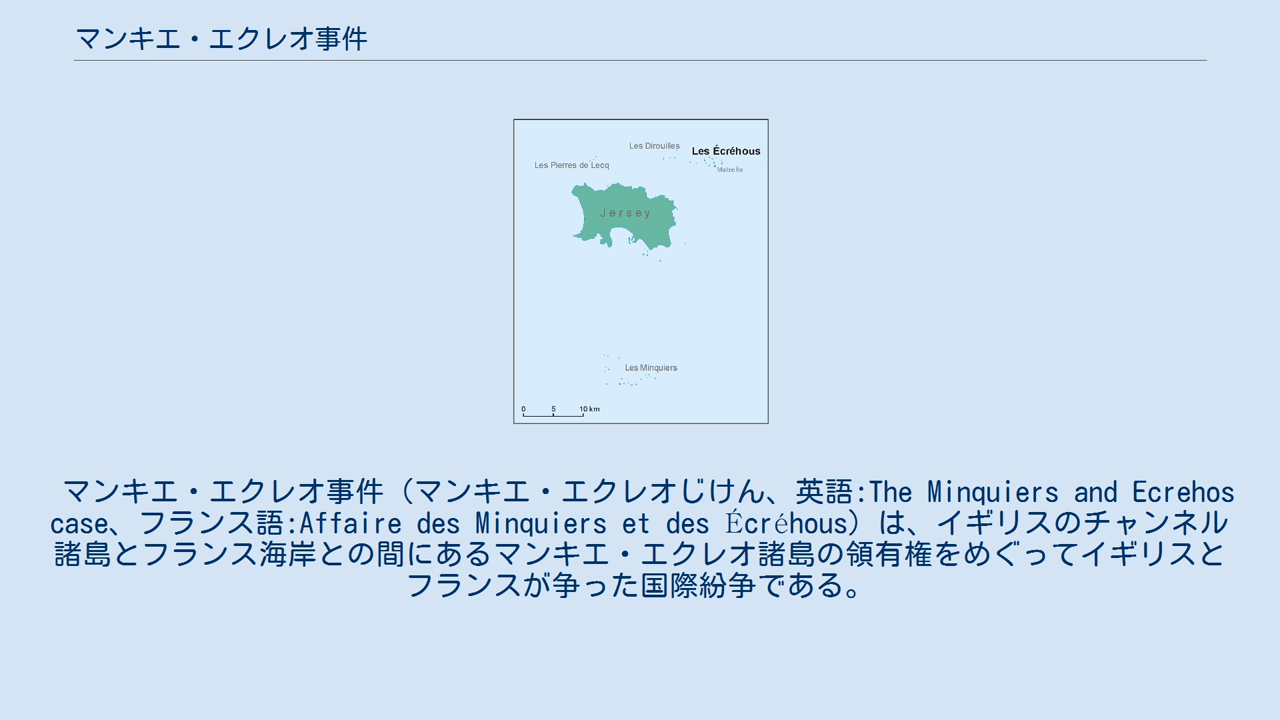 マンキエ・エクレオ事件
Les Dirouilles
Les Écréhous
Les Pierres de Lecq
Maitre Île
Jersey
Les Minquiers
0 5 10 km
マンキエ・エクレオ事件（マンキエ・エクレオじけん、英語:The Minquiers and Ecrehos
case、フランス語:Affaire des Minquiers et des Écréhous）は、イギリスのチャンネル
諸島とフランス海岸との間にあるマンキエ・エクレオ諸島の領有権をめぐってイギリスと
フランスが争った国際紛争である。